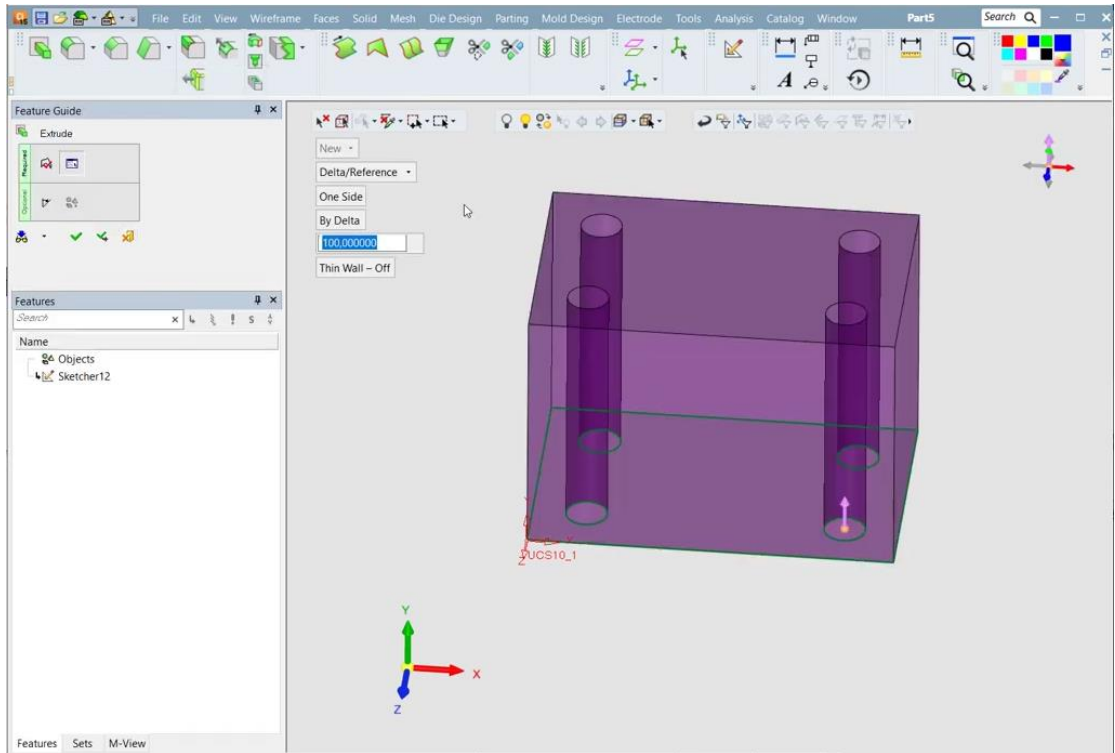 File Edit View Wireframe Faces Solid Mesh Die Design Parting Mold Design Electrode Tools Analysis Catalog Window Part5 Search
Feature Guide
Extrude
Required
Optional
Features
Search
S
Name
Objects
Sketcher12
Features Sets M-View
New
Delta/Reference
One Side
By Delta
100,000000
Thin Wall – Off
UCS10_1
Z
Y
X
Z